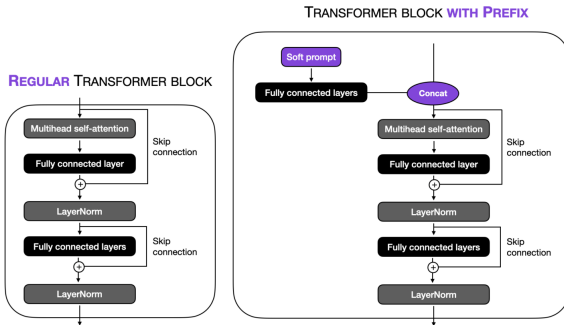 TRANSFORMER BLOCK WITH PREFIX
Soft prompt
Fully connected layers
Concat
Multihead self-attention
Skip
connection
Fully connected layer
+
LayerNorm
Fully connected layers
Skip
connection
+
LayerNorm
REGULAR TRANSFORMER BLOCK
Multihead self-attention
Skip
connection
Fully connected layer
+
LayerNorm
Fully connected layers
Skip
connection
+
LayerNorm